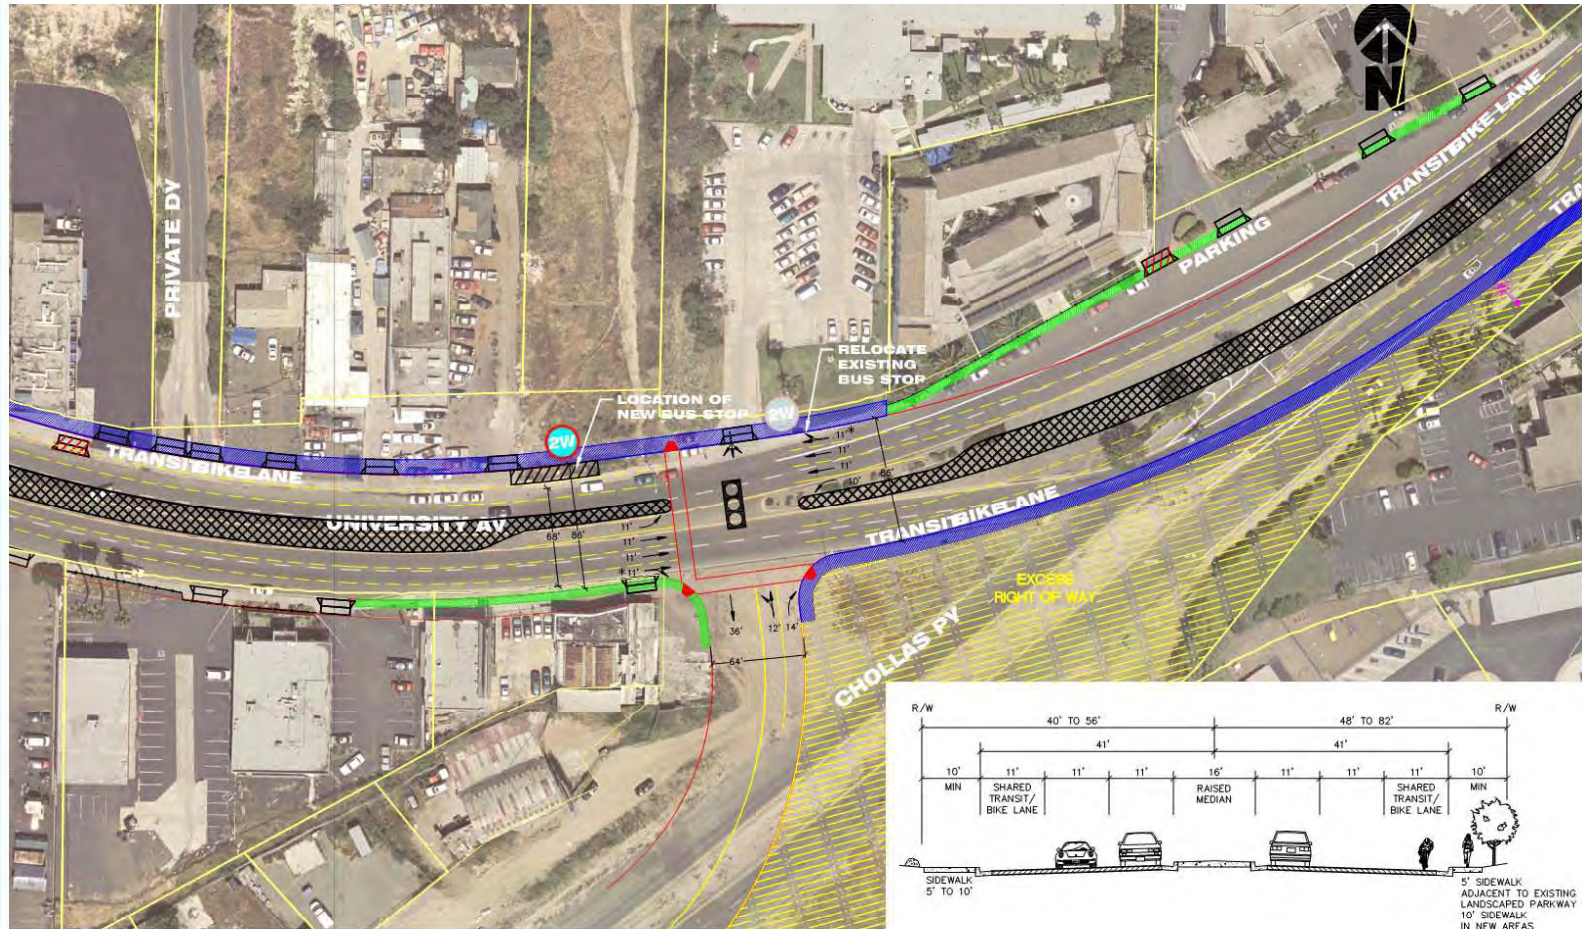 N
TRANSIT/BIKE LANE
TRA
PRIVATE DY
PARKING
RELOCATE
EXISTING
BUS STOP
LOCATION OF
NEW BUS STOP
2W
2W
11'*
11'
11'
10'
86'
TRANSIT/BIKE LANE
UNIVERSITY AV
68'
86'
11'
11'
11'
*11'
TRANSIT/BIKE LANE
EXCESS
RIGHT OF WAY
36'
12'
14'
64'
CHOLLAS PY
R/W
R/W
40' TO 56'
48' TO 82'
41'
41'
10'
11'
11'
11'
16'
11'
11'
11'
10'
MIN
SHARED
TRANSIT/
BIKE LANE
RAISED
MEDIAN
SHARED
TRANSIT/
BIKE LANE
MIN
SIDEWALK
5' TO 10'
5' SIDEWALK
ADJACENT TO EXISTING
LANDSCAPED PARKWAY
10' SIDEWALK
IN NEW AREAS